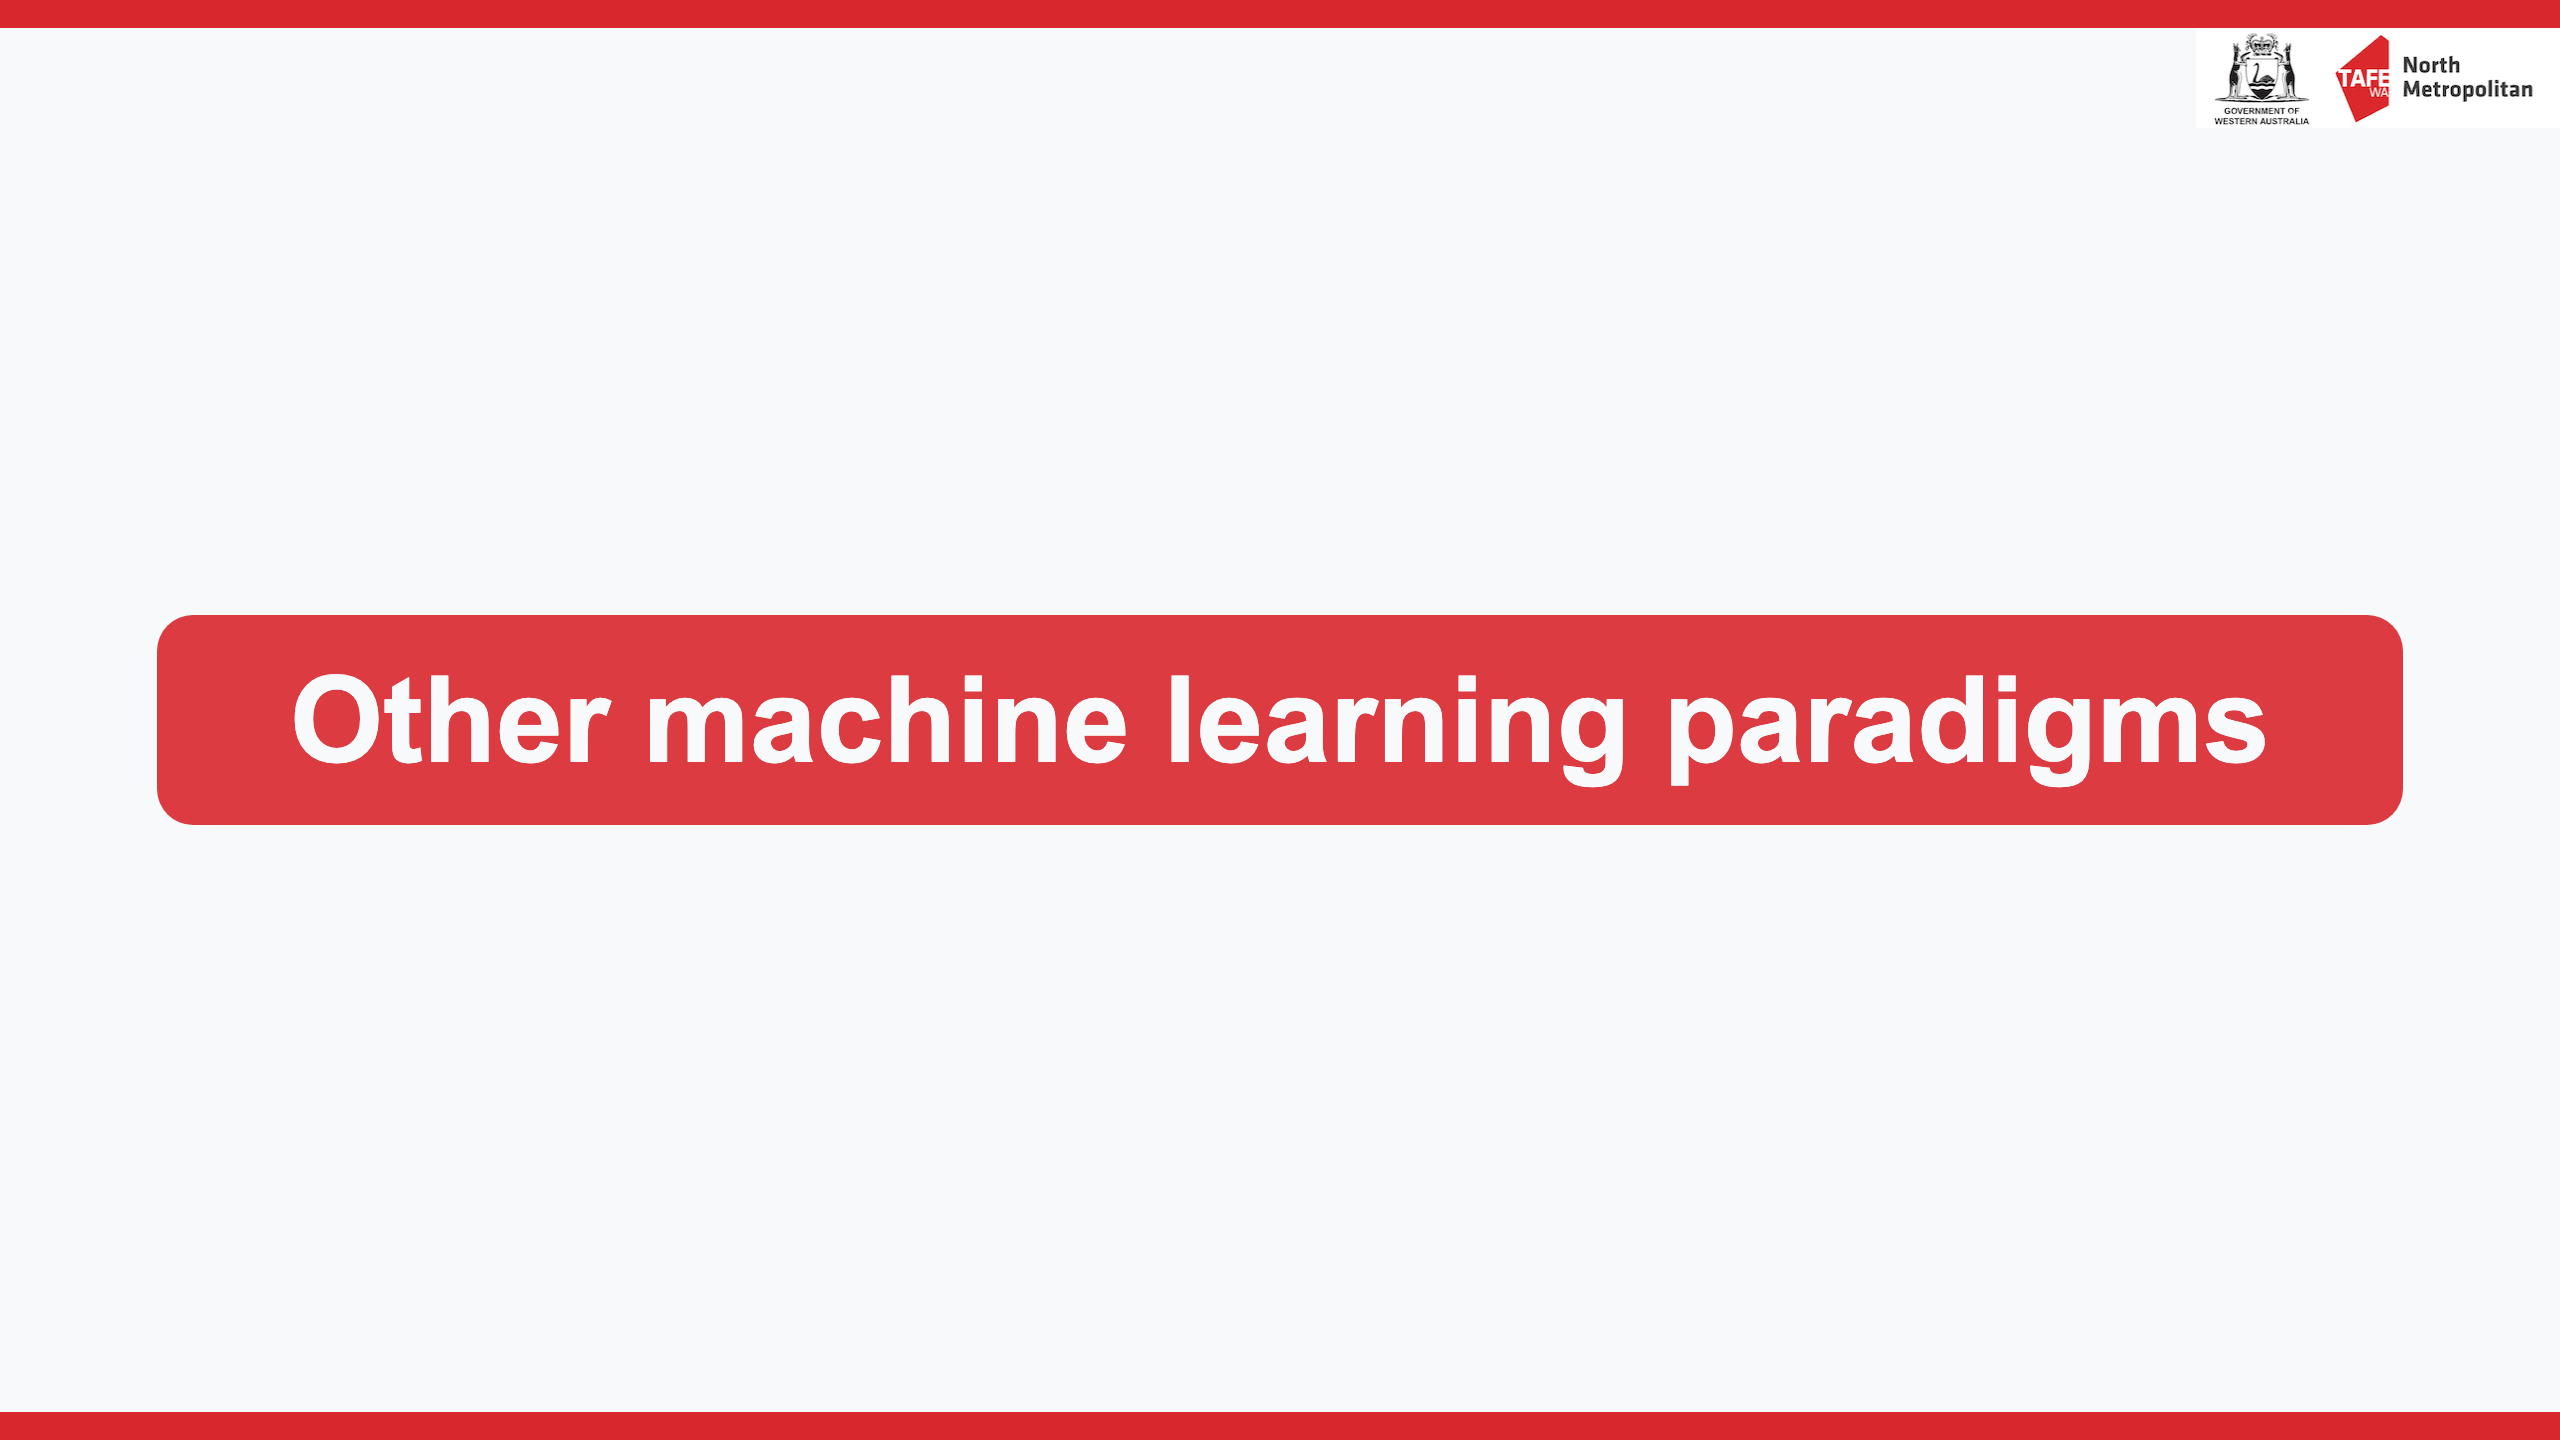 GOVERNMENT OF
WESTERN AUSTRALIA
TAFE
WA
North
Metropolitan
Other machine learning paradigms